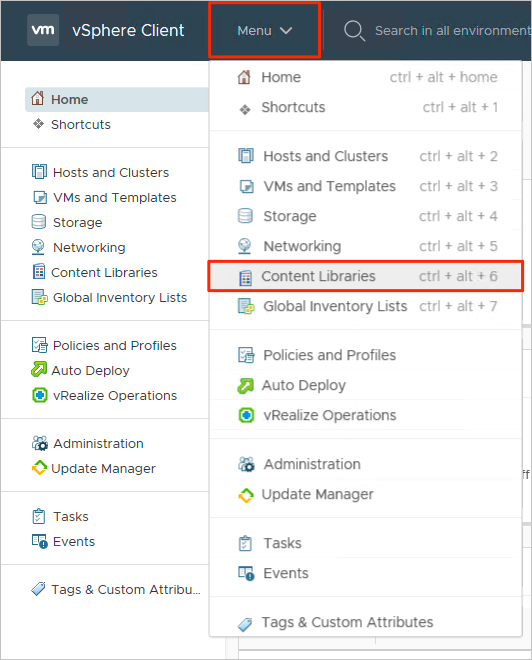 vm vSphere Client Menu Search in all environment
Home
Shortcuts
Hosts and Clusters
VMs and Templates
Storage
Networking
Content Libraries
Global Inventory Lists
Policies and Profiles
Auto Deploy
vRealize Operations
Administration
Update Manager
Tasks
Events
Tags & Custom Attribu...
Home ctrl + alt + home
Shortcuts ctrl + alt + 1
Hosts and Clusters ctrl + alt + 2
VMs and Templates ctrl + alt + 3
Storage ctrl + alt + 4
Networking ctrl + alt + 5
Content Libraries ctrl + alt + 6
Global Inventory Lists ctrl + alt + 7
Policies and Profiles
Auto Deploy
vRealize Operations
Administration
Update Manager
Tasks
Events
Tags & Custom Attributes